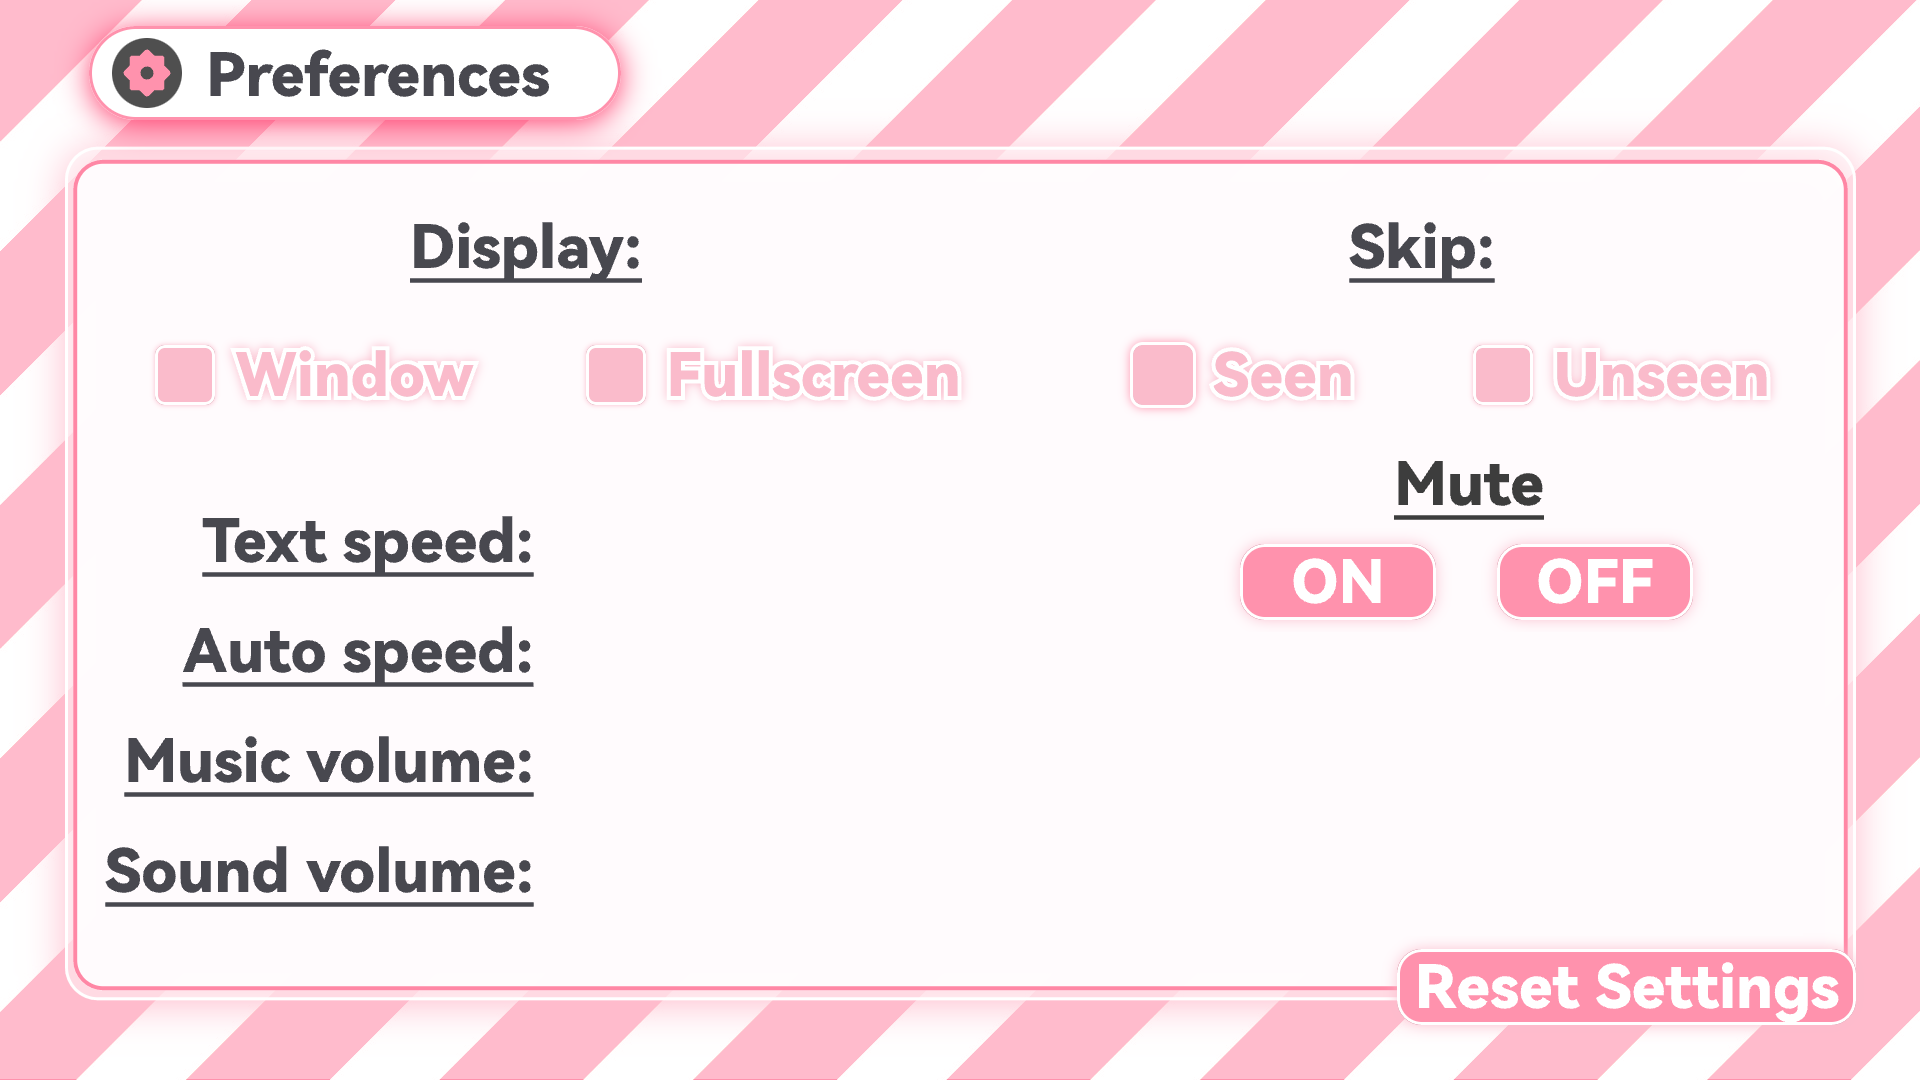 Preferences
Display:
Skip:
Window
Fullscreen
Seen
Unseen
Mute
Text speed:
ON
OFF
Auto speed:
Music volume:
Sound volume:
Reset Settings